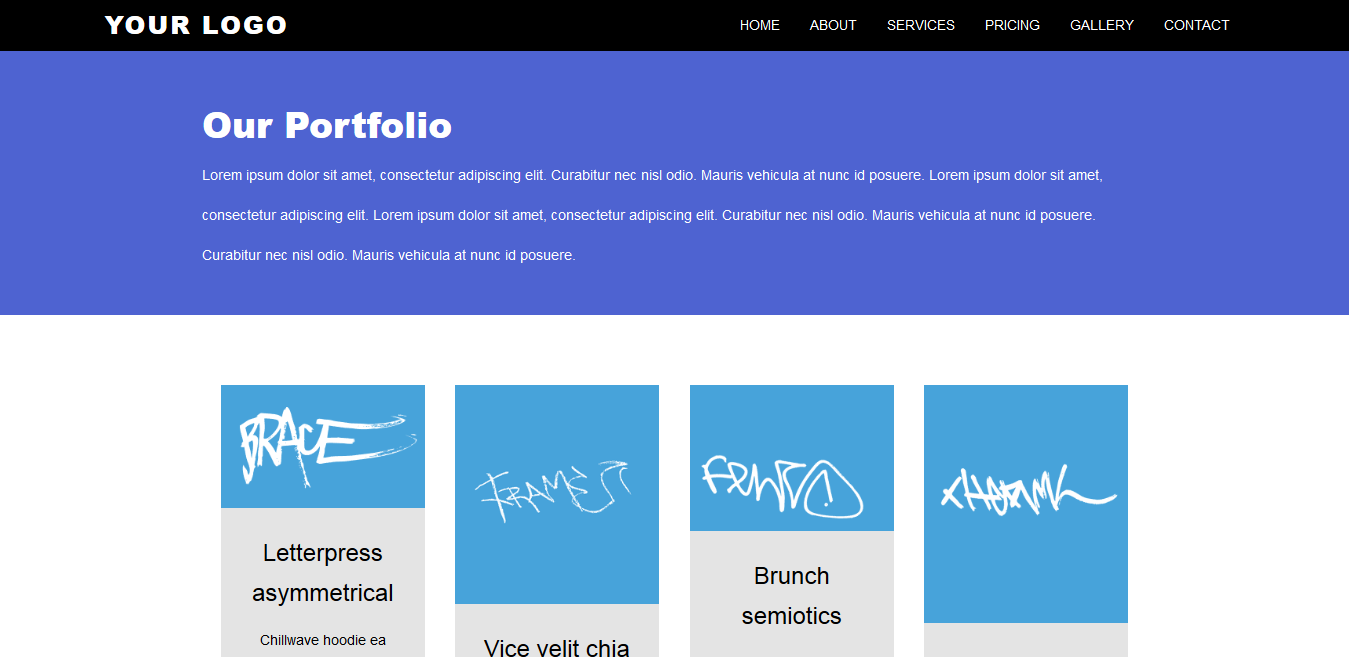 YOUR LOGO
HOME ABOUT SERVICES PRICING GALLERY CONTACT
Our Portfolio
Lorem ipsum dolor sit amet, consectetur adipiscing elit. Curabitur nec nisl odio. Mauris vehicula at nunc id posuere. Lorem ipsum dolor sit amet,
consectetur adipiscing elit. Lorem ipsum dolor sit amet, consectetur adipiscing elit. Curabitur nec nisl odio. Mauris vehicula at nunc id posuere.
Curabitur nec nisl odio. Mauris vehicula at nunc id posuere.
BRACE
Letterpress
asymmetrical
Chillwave hoodie ea
Vice velit chia
Brunch
semiotics